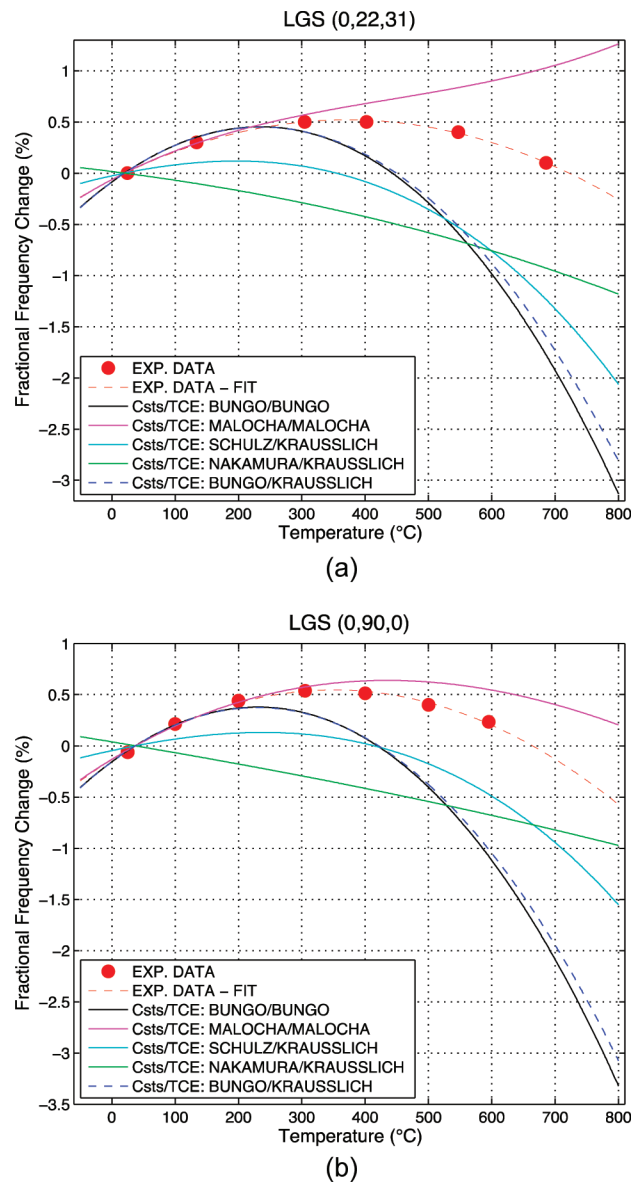 LGS (0,22,31)
1
0.5
0
−0.5
−1
−1.5
−2
−2.5
−3
Fractional Frequency Change (%)
EXP. DATA
EXP. DATA − FIT
Csts/TCE: BUNGO/BUNGO
Csts/TCE: MALOCHA/MALOCHA
Csts/TCE: SCHULZ/KRAUSSLICH
Csts/TCE: NAKAMURA/KRAUSSLICH
Csts/TCE: BUNGO/KRAUSSLICH
0 100 200 300 400 500 600 700 800
Temperature (°C)
(a)
LGS (0,90,0)
1
0.5
0
−0.5
−1
−1.5
−2
−2.5
−3
−3.5
Fractional Frequency Change (%)
EXP. DATA
EXP. DATA − FIT
Csts/TCE: BUNGO/BUNGO
Csts/TCE: MALOCHA/MALOCHA
Csts/TCE: SCHULZ/KRAUSSLICH
Csts/TCE: NAKAMURA/KRAUSSLICH
Csts/TCE: BUNGO/KRAUSSLICH
0 100 200 300 400 500 600 700 800
Temperature (°C)
(b)